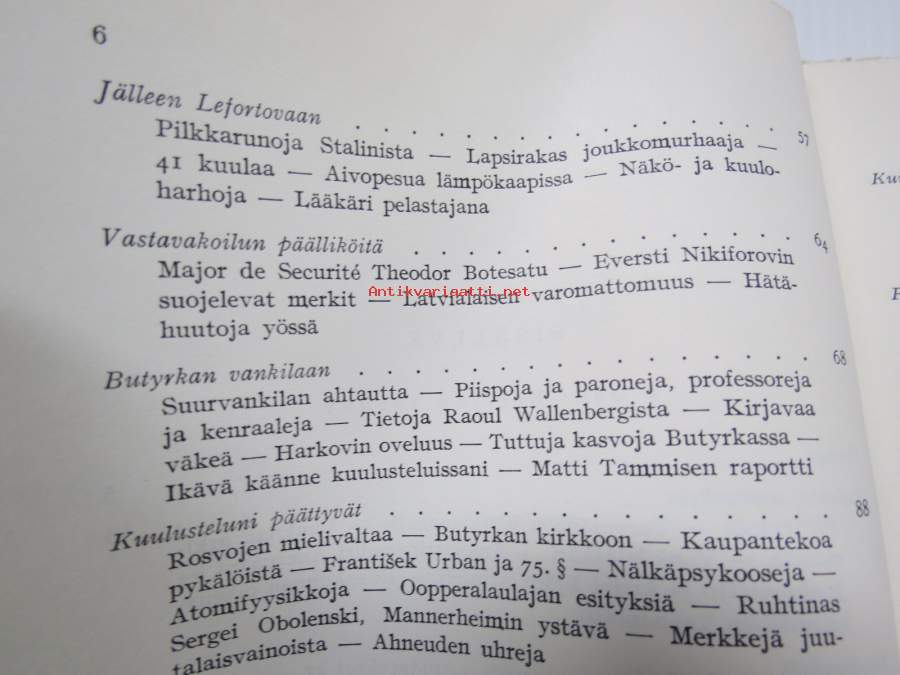 6
Jälleen Lefortovaan . . . . . . . . . . . . . . 57
Pilkkarunoja Stalinista — Lapsirakas joukkomurhaaja —
41 kuulaa — Aivopesua lämpökaapissa — Näkö- ja kuulo-
harhoja — Lääkäri pelastajana
Vastavakoilun päälliköitä . . . . . . . . . . . . . . 64
Major de Securité Theodor Botesatu — Eversti Nikiforovin
suojelevat merkit — Latvialaisen varomattomuus — Hätä-
huutoja yössä
Antikvariaatti.net
Butyrkan vankilaan . . . . . . . . . . . . . . . 68
Suurvankilan ahtautta — Piispoja ja paroneja, professoreja
ja kenraaleja — Tietoja Raoul Wallenbergista — Kirjavaa
väkeä — Harkovin oveluus — Tuttuja kasvoja Butyrkassa —
Ikävä käänne kuulusteluissani — Matti Tammisen raportti
Kuulusteluni päättyvät . . . . . . . . . . . . . . 88
Rosvojen mielivaltaa — Butyrkan kirkkoon — Kaupantekoa
pykälöistä — František Urban ja 75. § — Nälkäpsykooseja —
Atomifyysikkoja — Oopperalaulajan esityksiä — Ruhtinas
Sergei Obolenski, Mannerheimin ystävä — Merkkejä juu-
talaisvainoista — Ahneuden uhreja